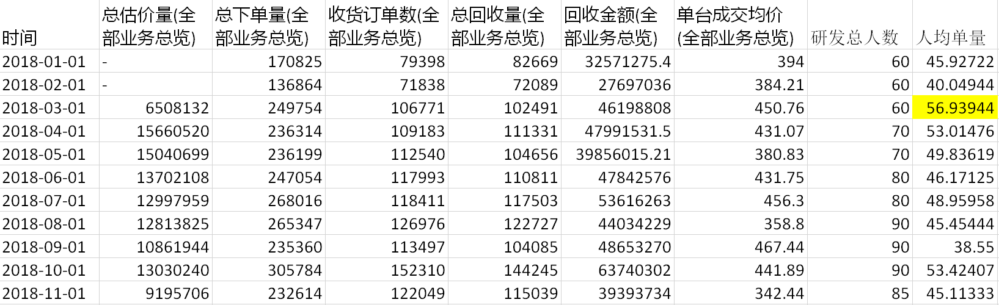 时间 总估价量(全部业务总览) 总下单量(全部业务总览) 收货订单数(全部业务总览) 总回收量(全部业务总览) 回收金额(全部业务总览) 单台成交均价(全部业务总览) 研发总人数 人均单量
2018-01-01 - 170825 79398 82669 32571275.4 394 60 45.92722
2018-02-01 - 136864 71838 72089 27697036 384.21 60 40.04944
2018-03-01 6508132 249754 106771 102491 46198808 450.76 60 56.93944
2018-04-01 15660520 236314 109183 111331 47991531.5 431.07 70 53.01476
2018-05-01 15040699 236199 112540 104656 39856015.21 380.83 70 49.83619
2018-06-01 13702108 247054 117993 110811 47842576 431.75 80 46.17125
2018-07-01 12997959 268016 118411 117503 53616263 456.3 80 48.95958
2018-08-01 12813825 265347 126976 122727 44034229 358.8 90 45.45444
2018-09-01 10861944 235360 113497 104085 48653270 467.44 90 38.55
2018-10-01 13030240 305784 152310 144245 63740302 441.89 90 53.42407
2018-11-01 9195706 232614 122049 115039 39393734 342.44 85 45.11333